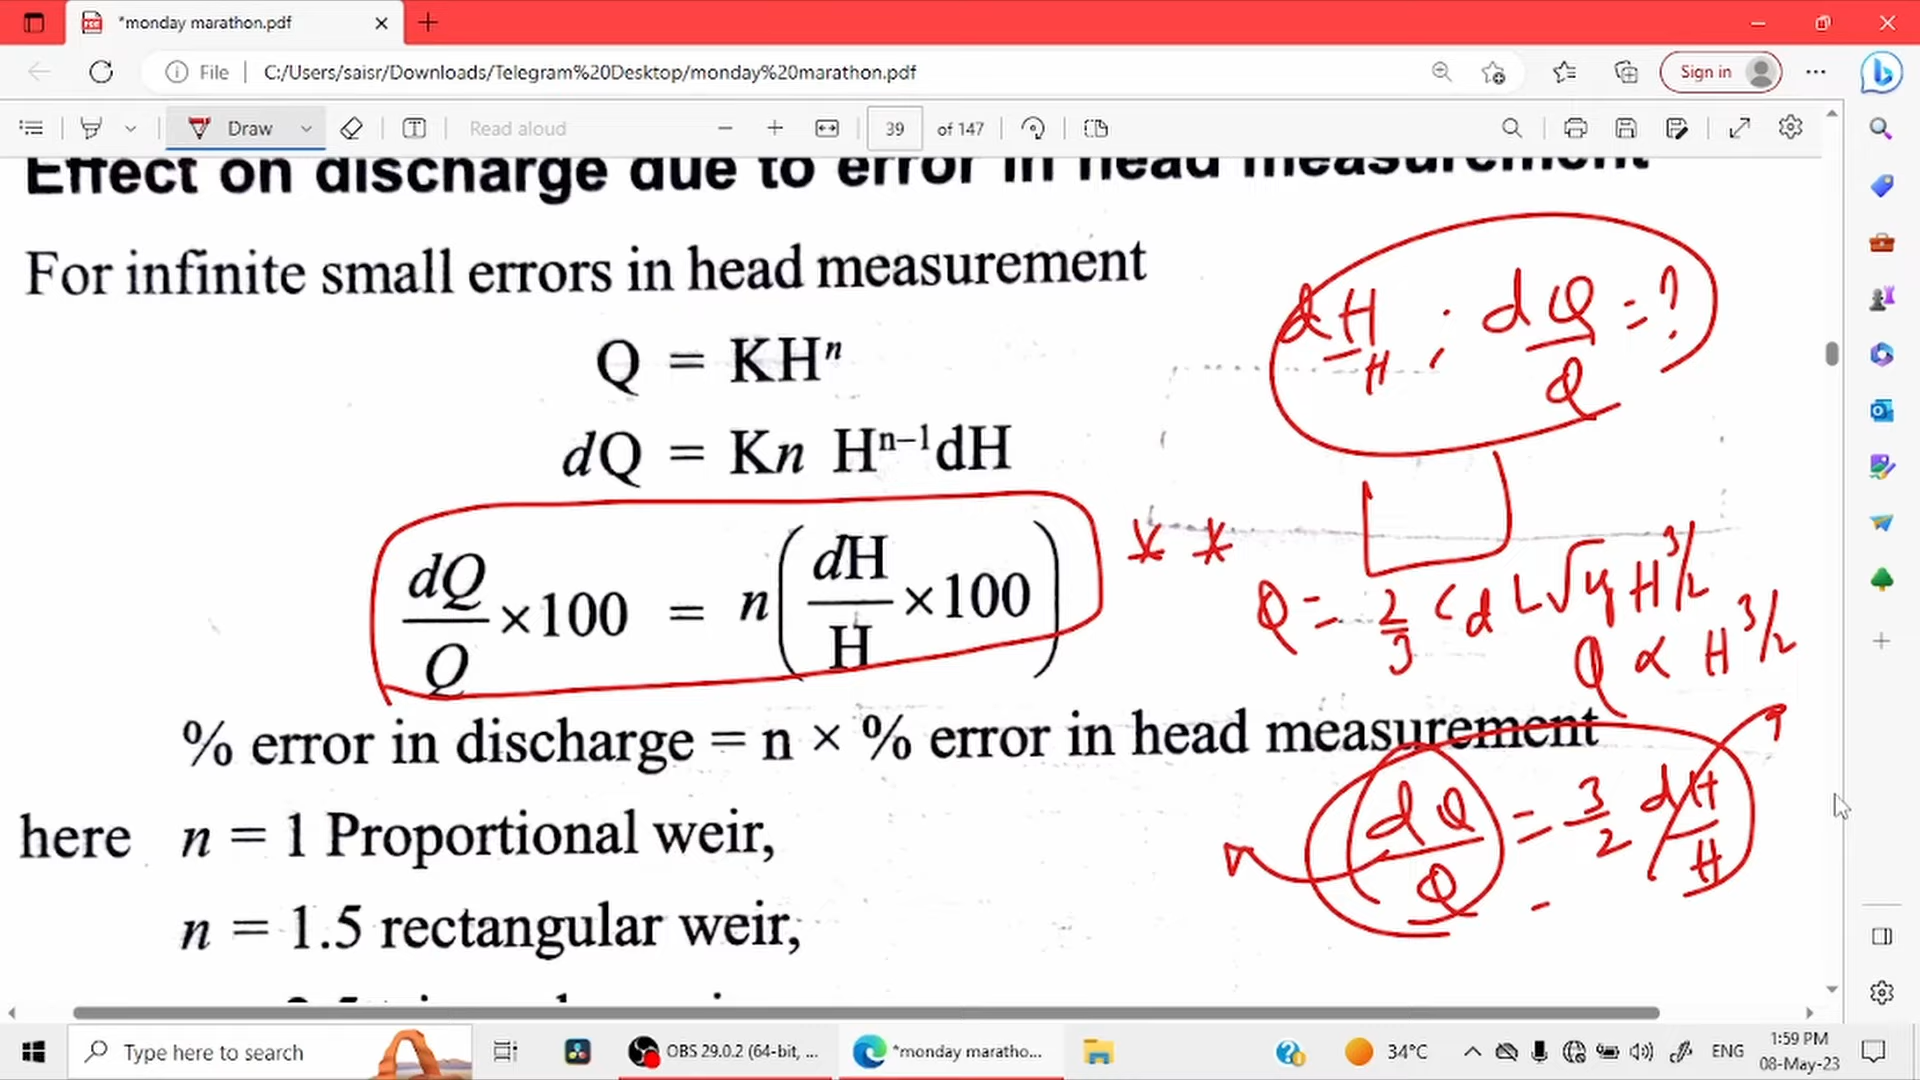 *monday marathon.pdf
File
C:/Users/saisr/Downloads/Telegram%20Desktop/monday%20marathon.pdf
Sign in
Draw
Read aloud
39 of 147
Effect on discharge due to error in head measurement
For infinite small errors in head measurement
Q = KHⁿ
dQ = Kn Hⁿ⁻¹dH
dQ/Q ×100 = n(dH/H ×100)
% error in discharge = n × % error in head measurement
here n = 1 Proportional weir,
n = 1.5 rectangular weir,
dH/H ; dQ/Q = ?
* *
Q = 2/3 Cd L √ H^3/2
Q ∝ H^3/2
dQ/Q = 3/2 dH/H
=
Type here to search
OBS 29.0.2 (64-bit, ...
*monday maratho...
34°C
ENG
1:59 PM
08-May-23